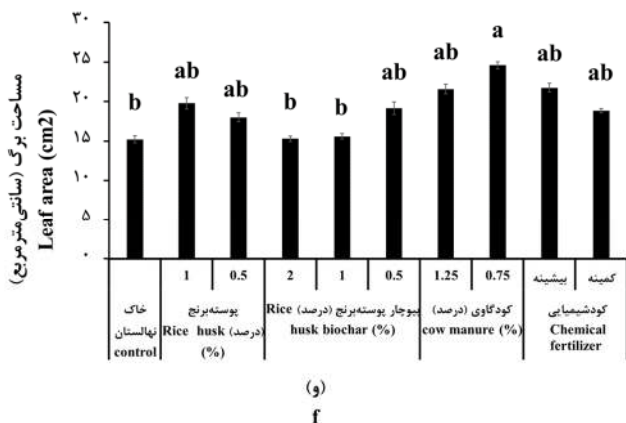 ۳۰
۲۵
۲۰
۱۵
۱۰
۵
۰
مساحت برگ (سانتی‌مترمربع)
Leaf area (cm2)
b
ab
ab
b
b
ab
ab
a
ab
ab
1
0.5
2
1
0.5
1.25
0.75
بیشینه
کمینه
خاک
نهالستان
control
پوسته‌برنج
(درصد) Rice husk
(%)
بیوچار پوسته‌برنج (درصد) Rice
husk biochar (%)
کودگاوی (درصد)
cow manure (%)
کودشیمیایی
Chemical
fertilizer
(و)
f